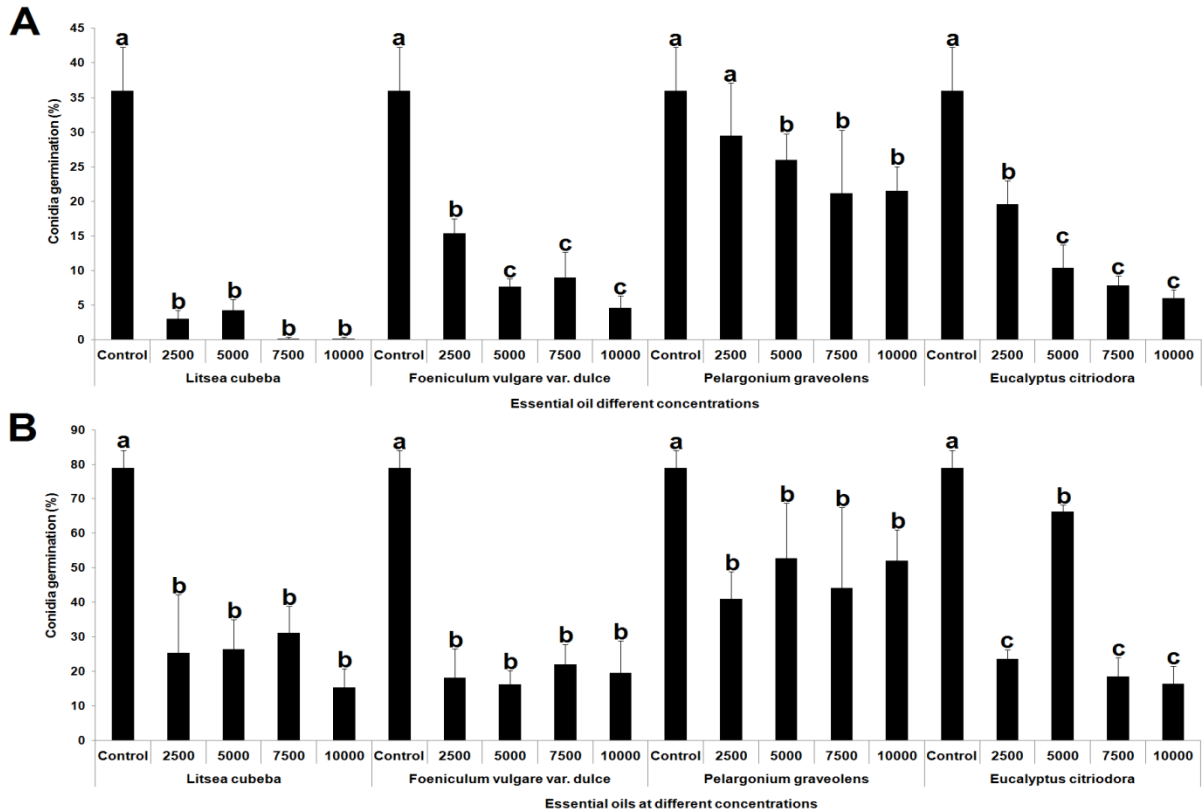 A
Conidia germination (%)
45
40
35
30
25
20
15
10
5
0
a b b b b a b c c c a a b b b a b c c c
Control 2500 5000 7500 10000 Control 2500 5000 7500 10000 Control 2500 5000 7500 10000 Control 2500 5000 7500 10000
Litsea cubeba Foeniculum vulgare var. dulce Pelargonium graveolens Eucalyptus citriodora
Essential oil different concentrations
B
Conidia germination (%)
90
80
70
60
50
40
30
20
10
0
a b b b b a b b b b a b b b b a c b c c
Control 2500 5000 7500 10000 Control 2500 5000 7500 10000 Control 2500 5000 7500 10000 Control 2500 5000 7500 10000
Litsea cubeba Foeniculum vulgare var. dulce Pelargonium graveolens Eucalyptus citriodora
Essential oils at different concentrations